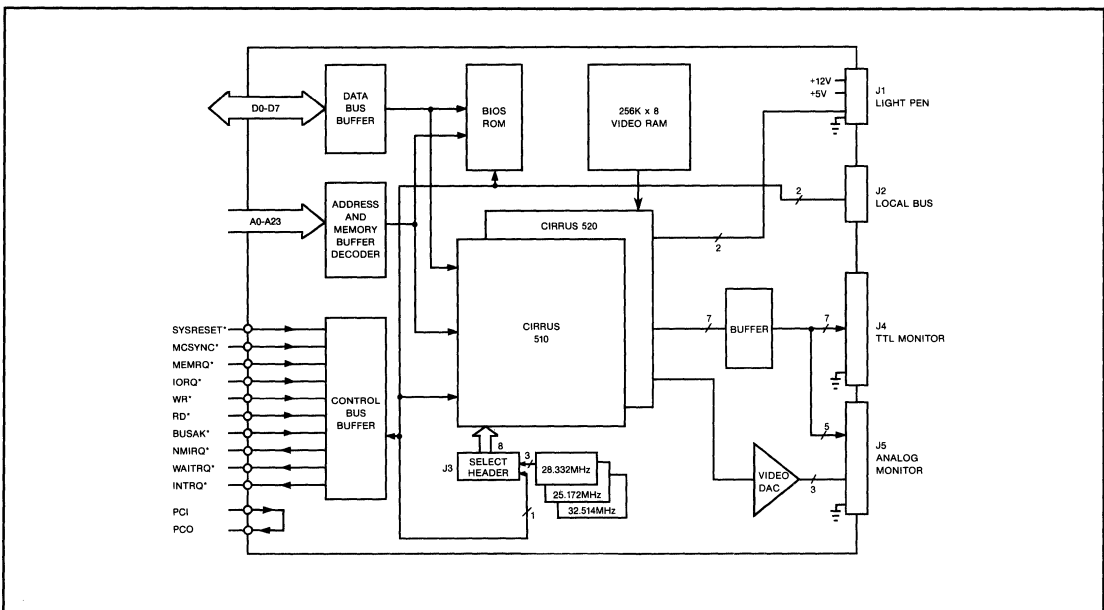 D0-D7
DATA
BUS
BUFFER
BIOS
ROM
256K x 8
VIDEO RAM
+12V
+5V
J1
LIGHT PEN
A0-A23
ADDRESS
AND
MEMORY
BUFFER
DECODER
2
J2
LOCAL BUS
CIRRUS 520
2
CIRRUS
510
7
BUFFER
7
J4
TTL MONITOR
SYSRESET*
MCSYNC*
MEMRQ*
IORQ*
WR*
RD*
BUSAK*
NMIRQ*
WAITRQ*
INTRQ*
PCI
PCO
CONTROL
BUS
BUFFER
8
J3
SELECT
HEADER
3
28.332MHz
25.172MHz
32.514MHz
1
VIDEO
DAC
5
3
J5
ANALOG
MONITOR